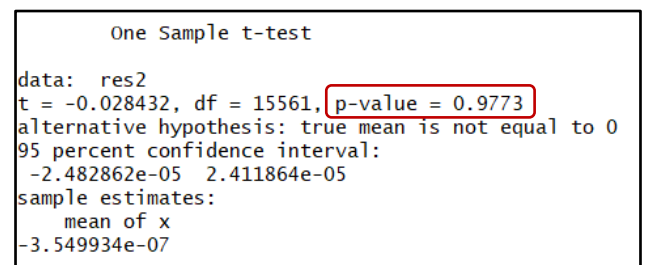 One Sample t-test
data: res2
t = -0.028432, df = 15561, p-value = 0.9773
alternative hypothesis: true mean is not equal to 0
95 percent confidence interval:
-2.482862e-05 2.411864e-05
sample estimates:
mean of x
-3.549934e-07